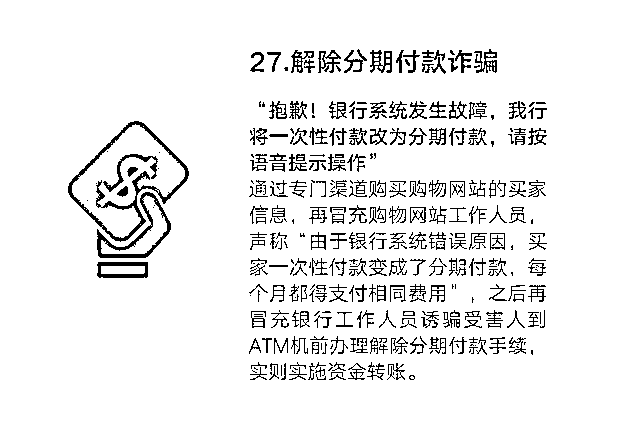 27.解除分期付款诈骗
“抱歉！银行系统发生故障，我行
将一次性付款改为分期付款，请按
语音提示操作”
通过专门渠道购买购物网站的买家
信息，再冒充购物网站工作人员，
声称“由于银行系统错误原因，买
家一次性付款变成了分期付款，每
个月都得支付相同费用”，之后再
冒充银行工作人员诱骗受害人到
ATM机前办理解除分期付款手续，
实则实施资金转账。